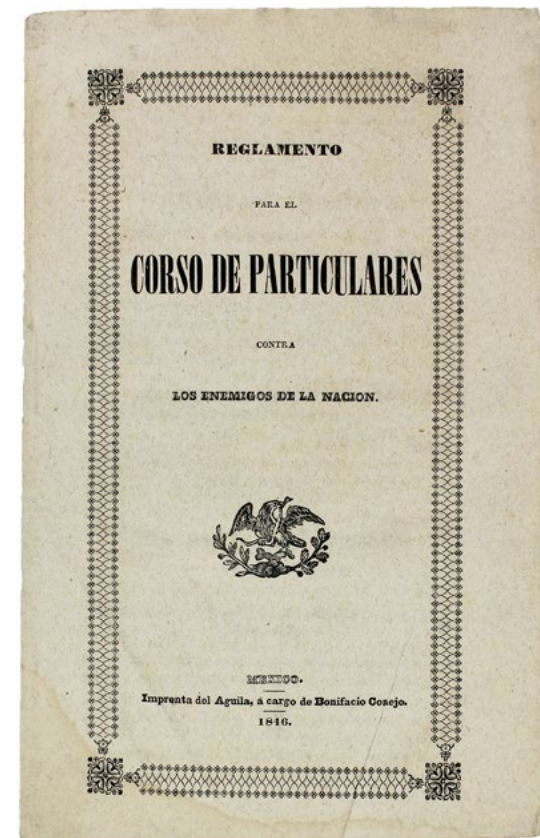 REGLAMENTO
PARA EL
CORSO DE PARTICULARES
CONTRA
LOS ENEMIGOS DE LA NACION.
MEXICO.
Imprenta del Aguila, á cargo de Bonifacio Conejo.
1846.